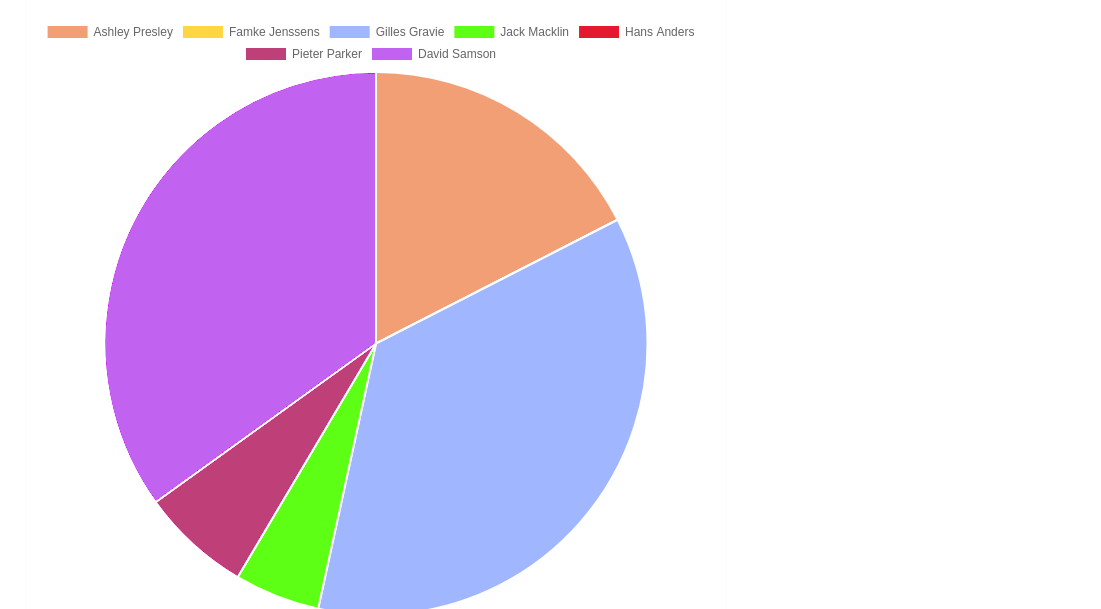 Ashley Presley Famke Jenssens Gilles Gravie Jack Macklin Hans Anders
Pieter Parker David Samson